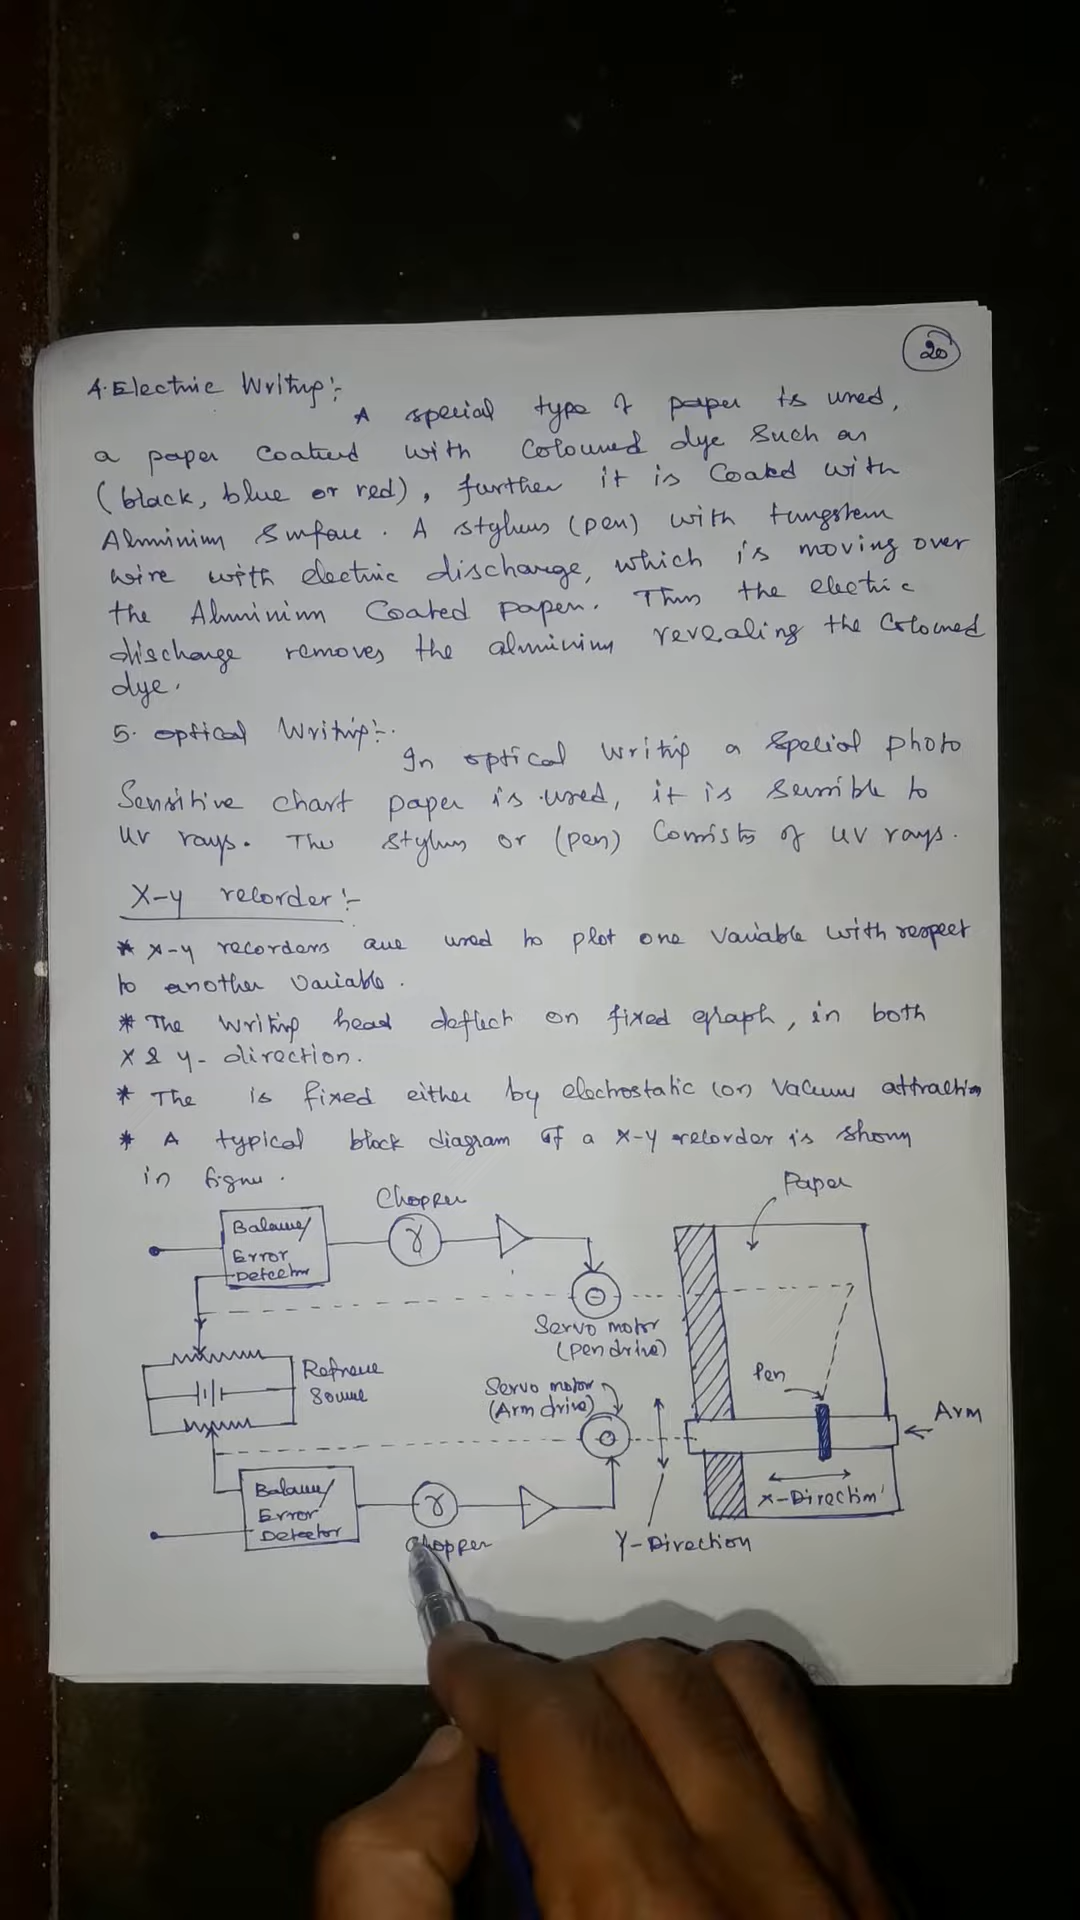 20
4. Electric Writing:-
A special type of paper is used,
a paper coated with coloured dye such as
(black, blue or red), further it is coated with
Aluminium Surface. A stylus (pen) with tungsten
wire with electric discharge, which is moving over
the Aluminium Coated paper. Thus the electric
discharge removes the aluminium revealing the coloured
dye.
5. optical Writing:-
In optical writing a special photo
Sensitive chart paper is used, it is sensible to
UV rays. The stylus or (pen) Consists of UV rays.
X-y recorder:-
* x-y recorders are used to plot one variable with respect
to another variable.
* The writing head deflect on fixed graph, in both
x & y - direction.
* The is fixed either by electrostatic (or) vacuum attraction
* A typical block diagram of a x-y recorder is shown
in figure.
Chopper
Paper
Balance/
Error
Detector
Servo motor
(pen drive)
Refrence
Source
Servo motor
(Arm drive)
Pen
Arm
Balance/
Error
Detector
Chopper
X-Direction
Y-Direction